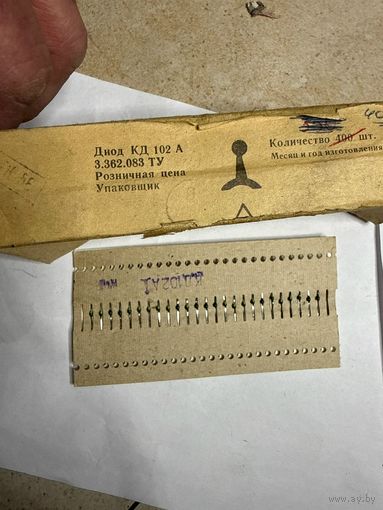 Диод КД 102 А
3.362.083 ТУ
Розничная цена
Упаковщик
Количество 400 шт.
Месяц и год изготовления
КД102А
www.ay.by